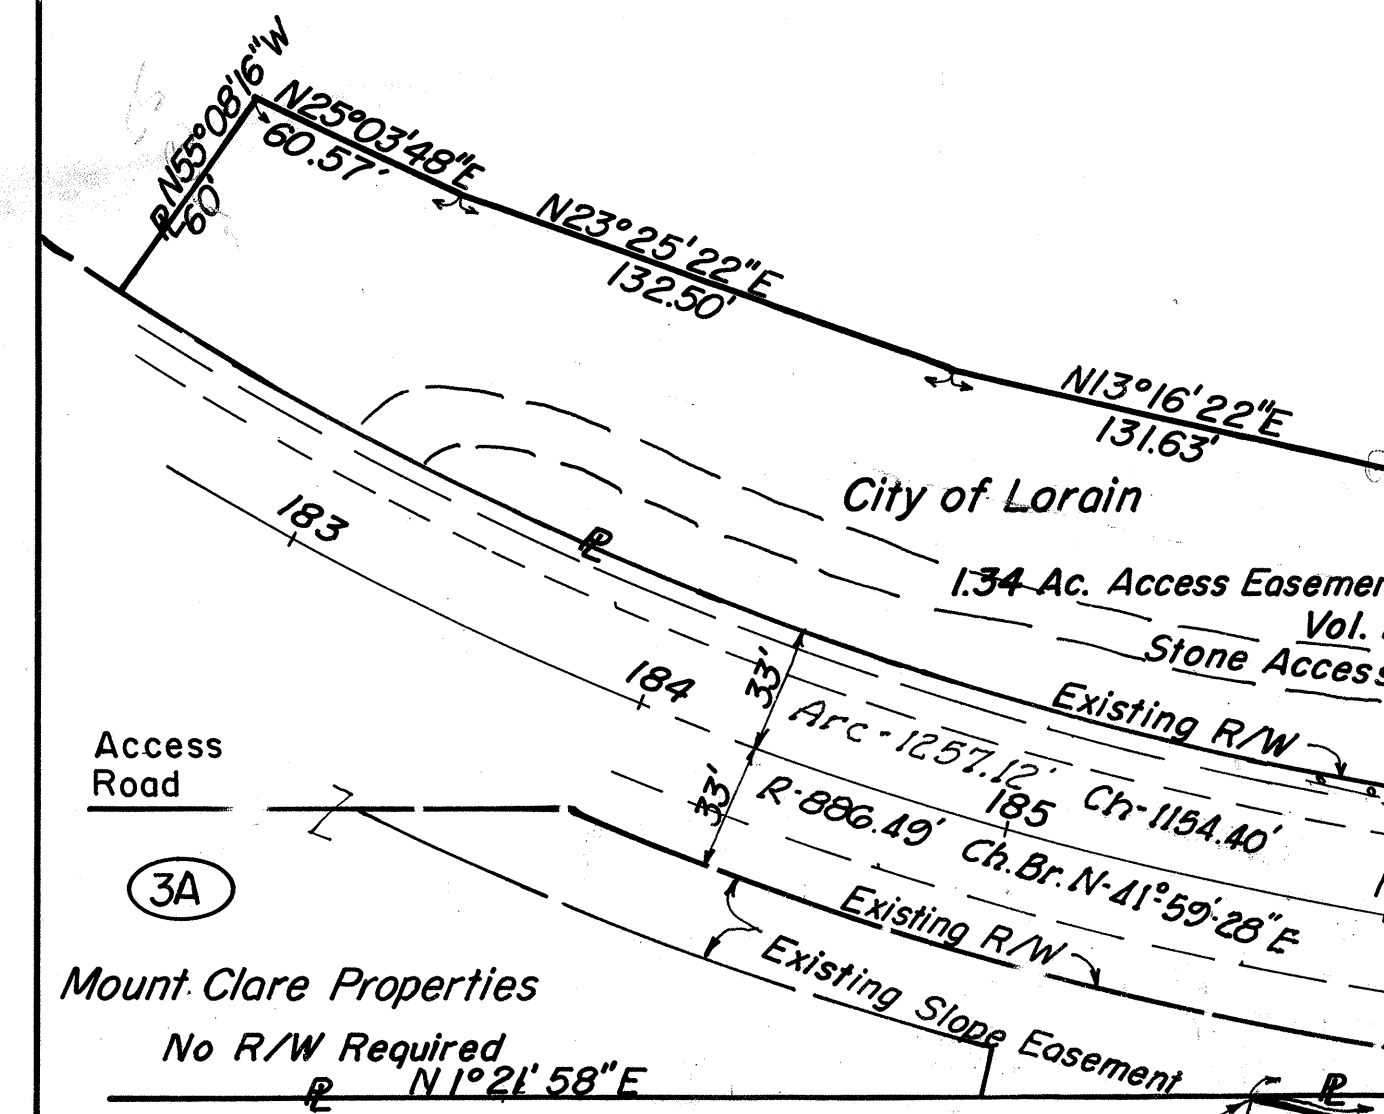 N55°08'16"W
N25°03'48"E
60.57'
℄ 60'
N23°25'22"E
132.50'
N13°16'22"E
131.63'
City of Lorain
183
1.34 Ac. Access Easemen
Vol.
Stone Access
184
33'
Existing R/W
Arc - 1257.12'
Access
Road
33'
R-886.49'
185
Ch-1154.40'
Ch.Br. N-41°59'-28"E
3A
Existing R/W
Existing Slope Easement
Mount Clare Properties
No R/W Required
N 1°21' 58"E